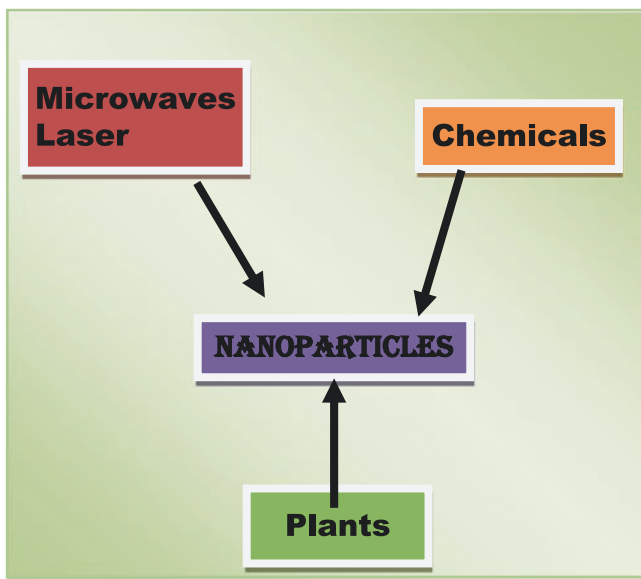 Microwaves
Laser
Chemicals
NANOPARTICLES
Plants